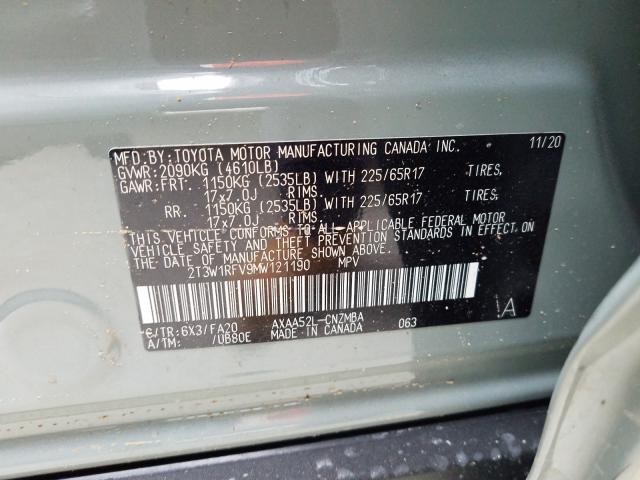 MFD. BY: TOYOTA MOTOR MANUFACTURING CANADA INC. 11/20
GVWR: 2090KG (4610LB)
GAWR: FRT. 1150KG (2535LB) WITH 225/65R17 TIRES,
17x7.0J RIMS.
RR. 1150KG (2535LB) WITH 225/65R17 TIRES,
17x7.0J RIMS.
THIS VEHICLE CONFORMS TO ALL APPLICABLE FEDERAL MOTOR
VEHICLE SAFETY AND THEFT PREVENTION STANDARDS IN EFFECT ON
THE DATE OF MANUFACTURE SHOWN ABOVE.
2T3W1RFV9MW121190 MPV
C/TR: 6X3/FA20 AXAA52L-CNZMBA 063 A
A/TM: /UB80E MADE IN CANADA